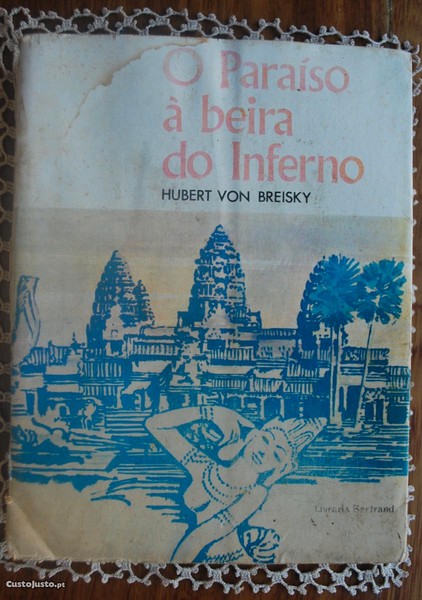 O Paraíso
à beira
do Inferno
HUBERT VON BREISKY
Livraria Bertrand
CustoJusto.pt